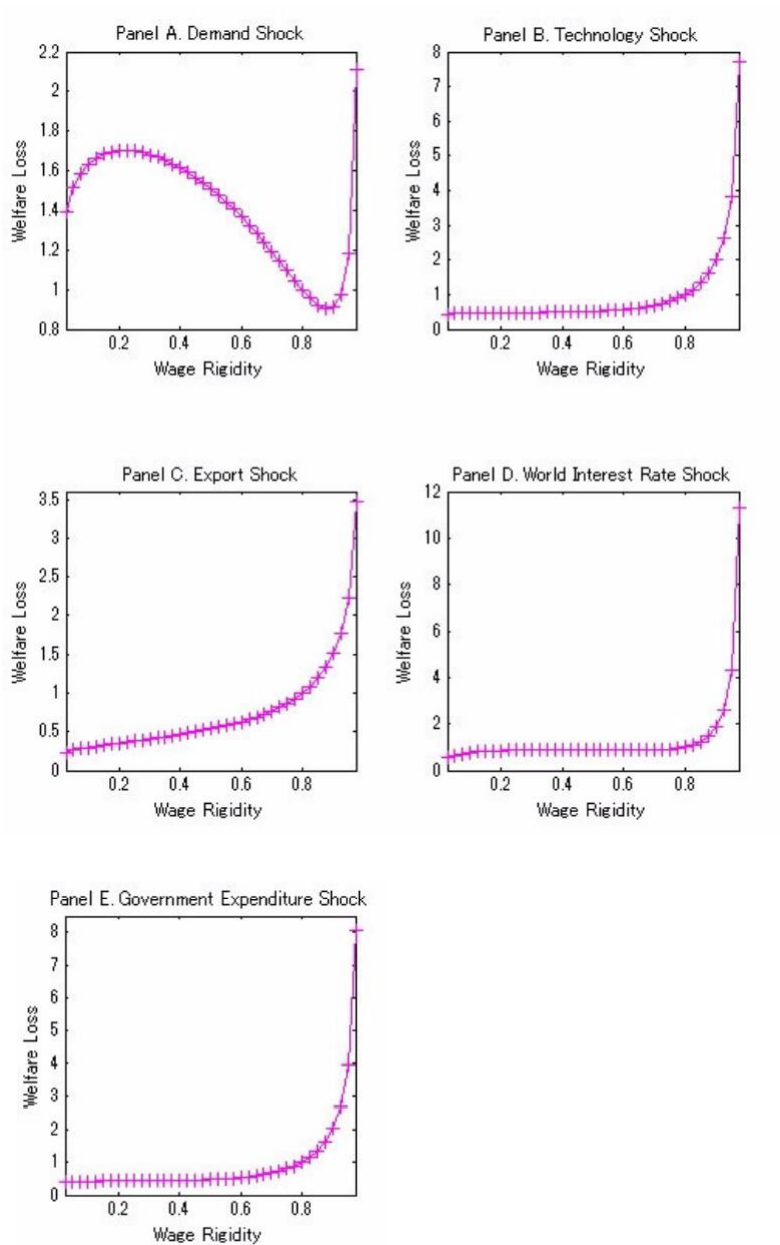 Panel A. Demand Shock
2.2
2
1.8
1.6
1.4
1.2
1
0.8
Welfare Loss
0.2 0.4 0.6 0.8
Wage Rigidity
Panel B. Technology Shock
8
7
6
5
4
3
2
1
0
Welfare Loss
0.2 0.4 0.6 0.8
Wage Rigidity
Panel C. Export Shock
3.5
3
2.5
2
1.5
1
0.5
0
Welfare Loss
0.2 0.4 0.6 0.8
Wage Rigidity
Panel D. World Interest Rate Shock
12
10
8
6
4
2
0
Welfare Loss
0.2 0.4 0.6 0.8
Wage Rigidity
Panel E. Government Expenditure Shock
8
7
6
5
4
3
2
1
0
Welfare Loss
0.2 0.4 0.6 0.8
Wage Rigidity